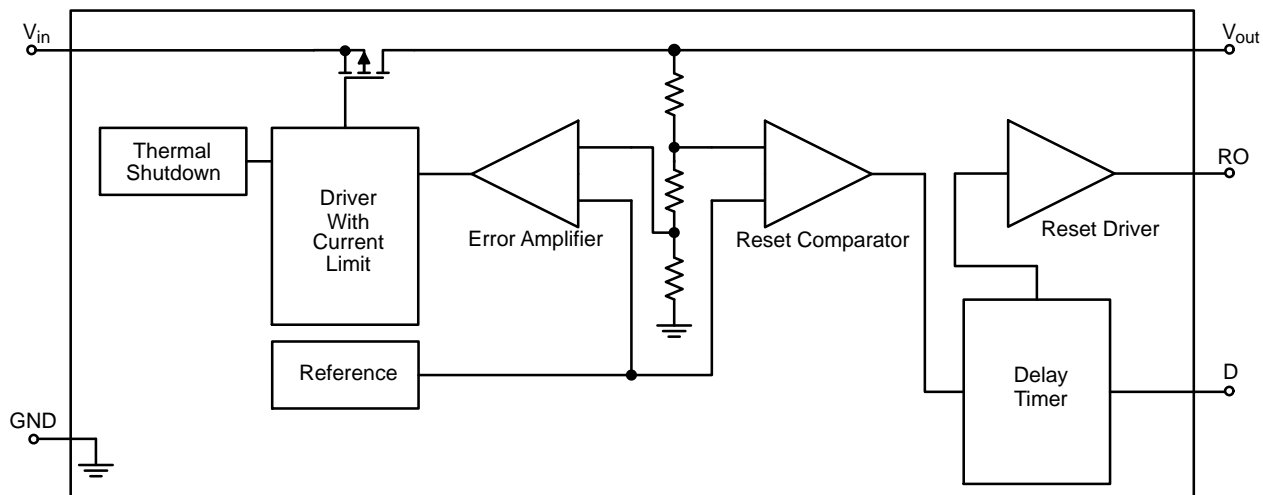 Vin
Vout
Thermal
Shutdown
Driver
With
Current
Limit
Error Amplifier
Reset Comparator
Reset Driver
RO
Reference
Delay
Timer
D
GND